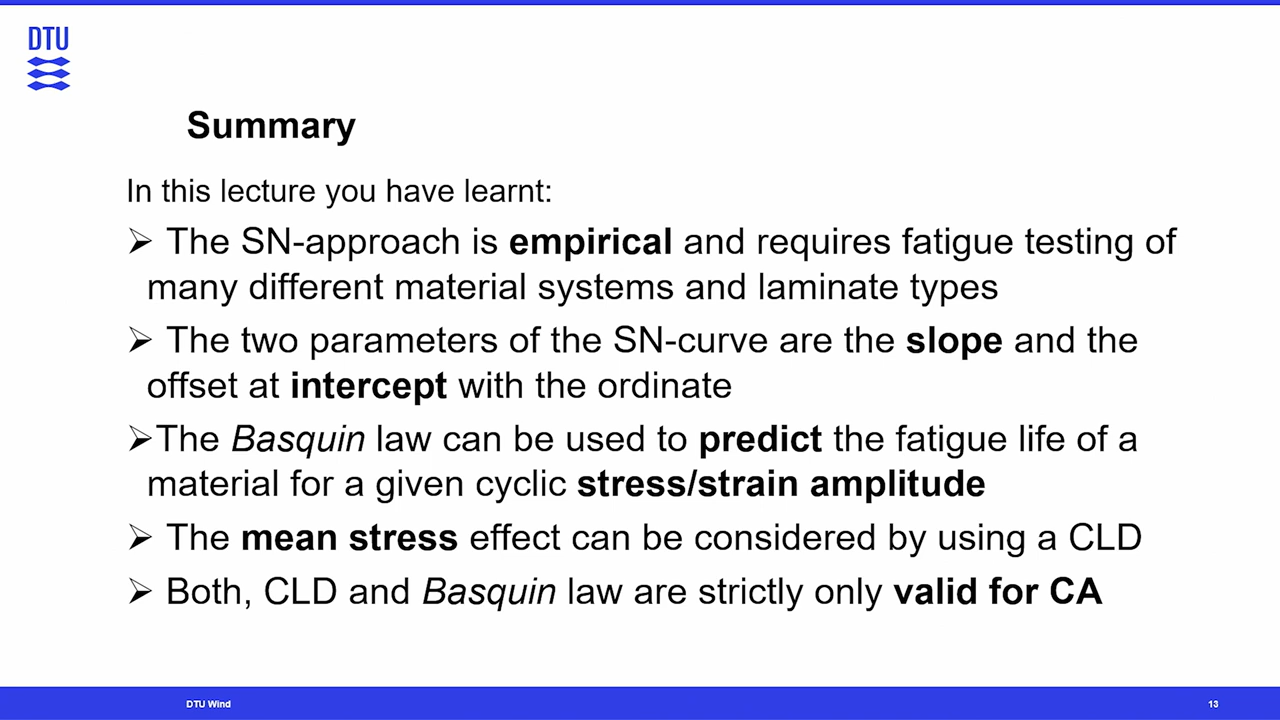 DTU
Summary
In this lecture you have learnt:
➢ The SN-approach is empirical and requires fatigue testing of
many different material systems and laminate types
➢ The two parameters of the SN-curve are the slope and the
offset at intercept with the ordinate
➢The Basquin law can be used to predict the fatigue life of a
material for a given cyclic stress/strain amplitude
➢ The mean stress effect can be considered by using a CLD
➢ Both, CLD and Basquin law are strictly only valid for CA
DTU Wind
13